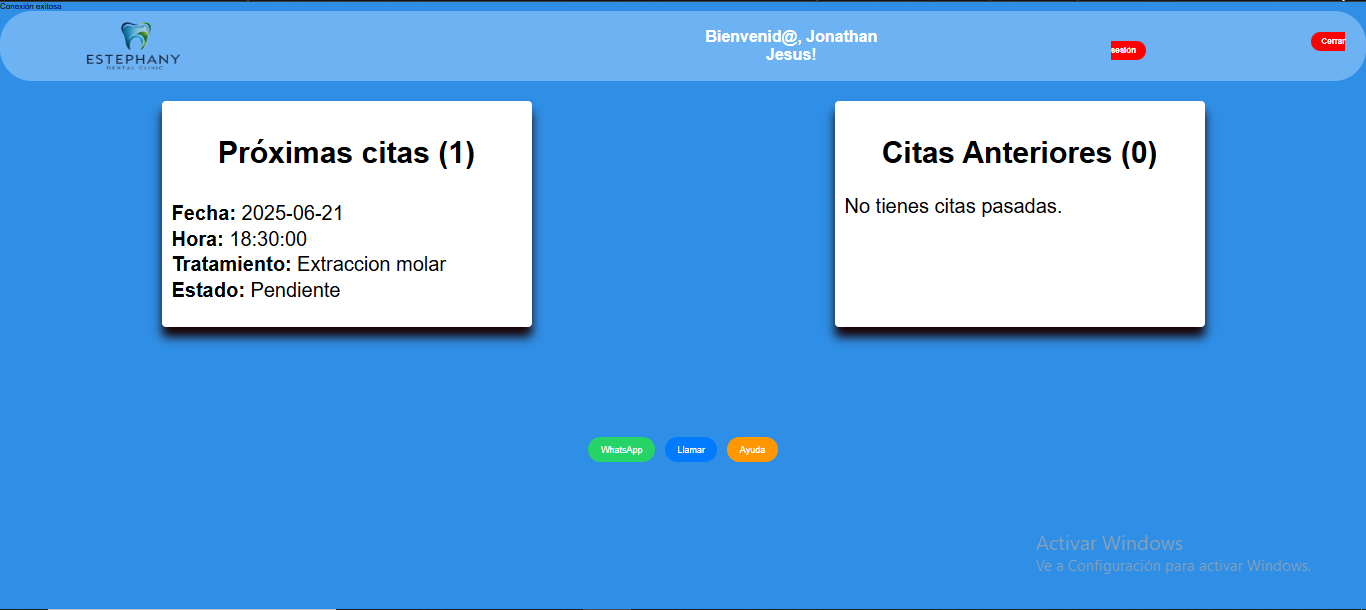 Conexión exitosa
ESTEPHANY
DENTAL CLINIC
Bienvenid@, Jonathan
Jesus!
Cerrar
sesión
Próximas citas (1)
Fecha: 2025-06-21
Hora: 18:30:00
Tratamiento: Extraccion molar
Estado: Pendiente
Citas Anteriores (0)
No tienes citas pasadas.
WhatsApp
Llamar
Ayuda
Activar Windows
Ve a Configuración para activar Windows.